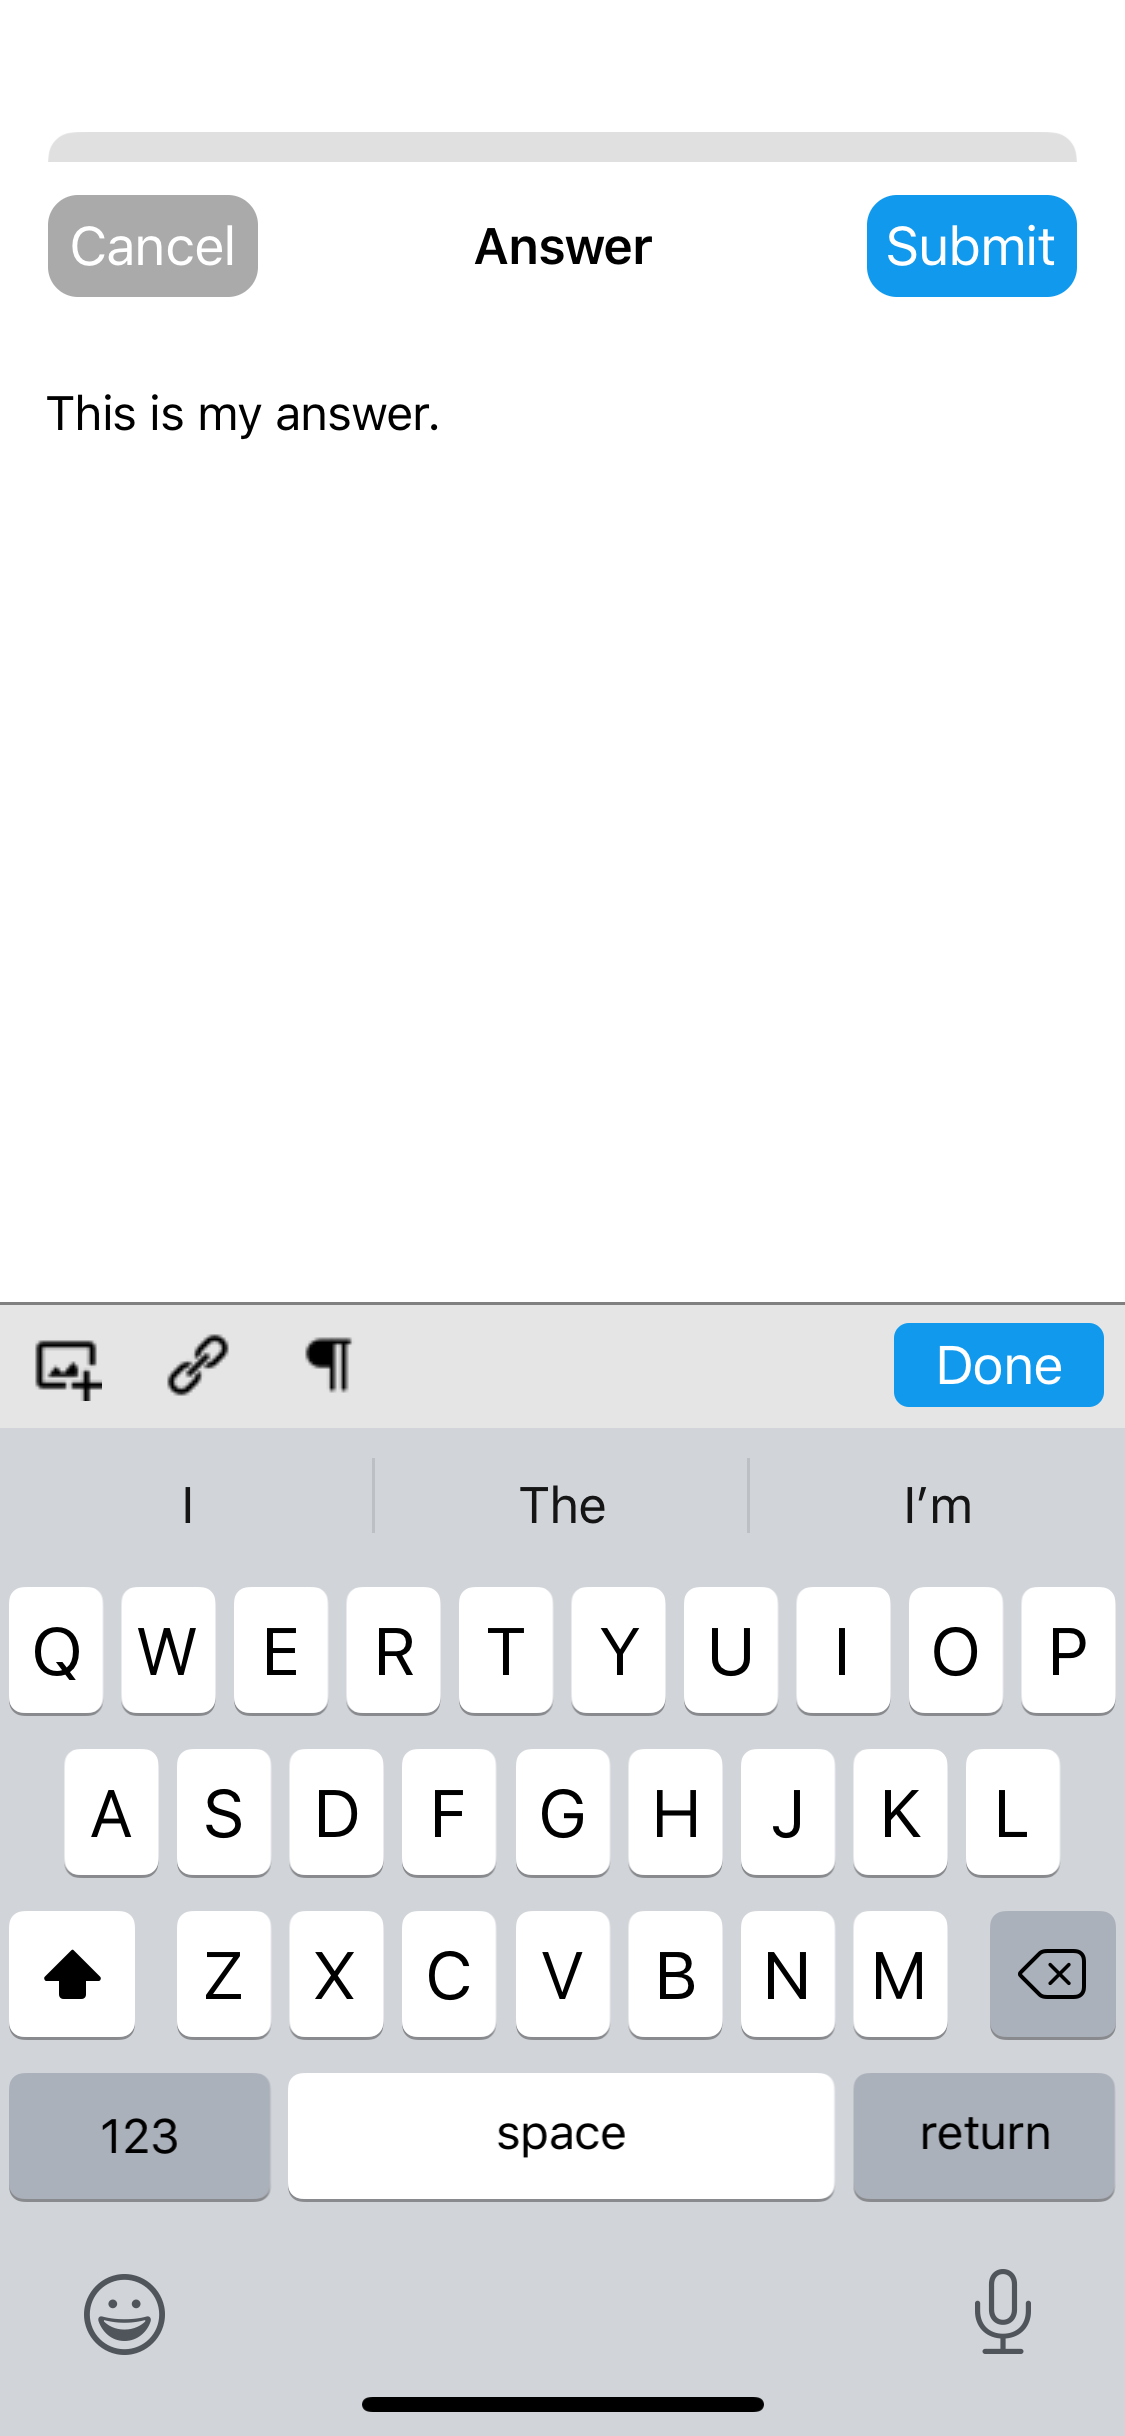 Cancel Answer Submit
This is my answer.
Done
I The I’m
Q W E R T Y U I O P
A S D F G H J K L
Z X C V B N M
123 space return